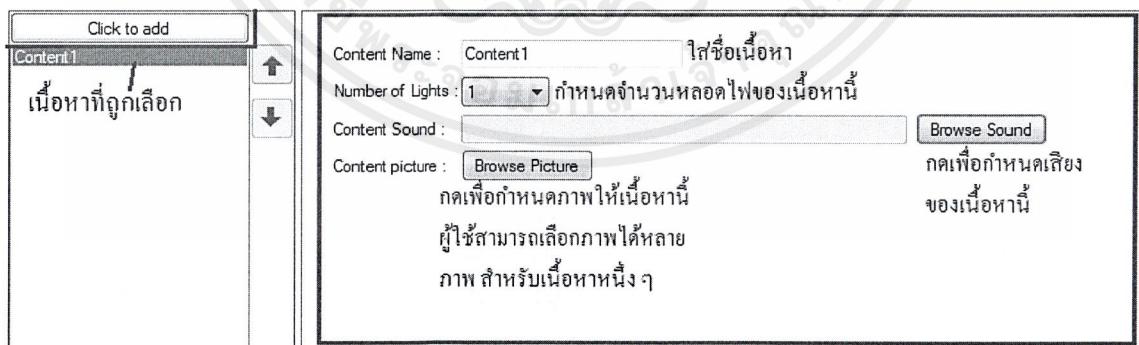 Click to add
Content1
เนื้อหาที่ถูกเลือก
Content Name : Content1 ใส่ชื่อเนื้อหา
Number of Lights : 1 กำหนดจำนวนหลอดไฟของเนื้อหานี้
Content Sound : Browse Sound
Content picture : Browse Picture
กดเพื่อกำหนดเสียง
ของเนื้อหานี้
กดเพื่อกำหนดภาพให้เนื้อหานี้
ผู้ใช้สามารถเลือกภาพได้หลาย
ภาพ สำหรับเนื้อหาหนึ่ง ๆ